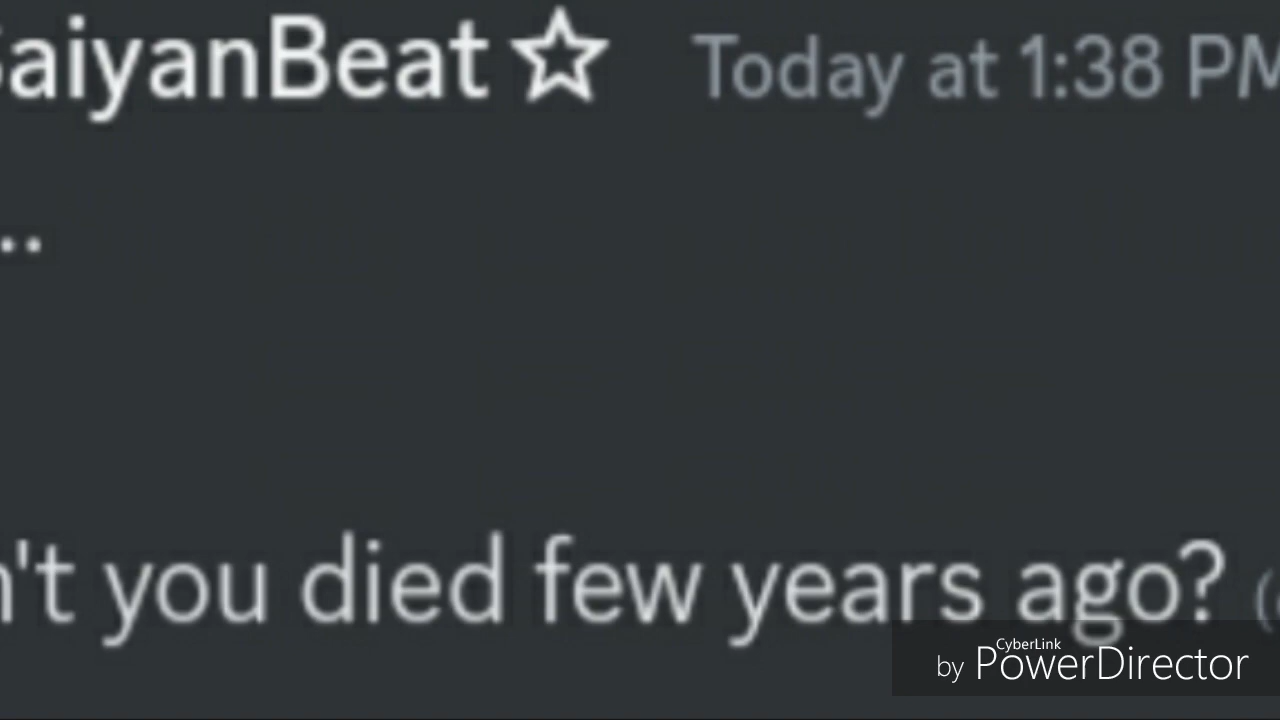 SaiyanBeat ☆ Today at 1:38 PM
..
n't you died few years ago? (
by CyberLink PowerDirector